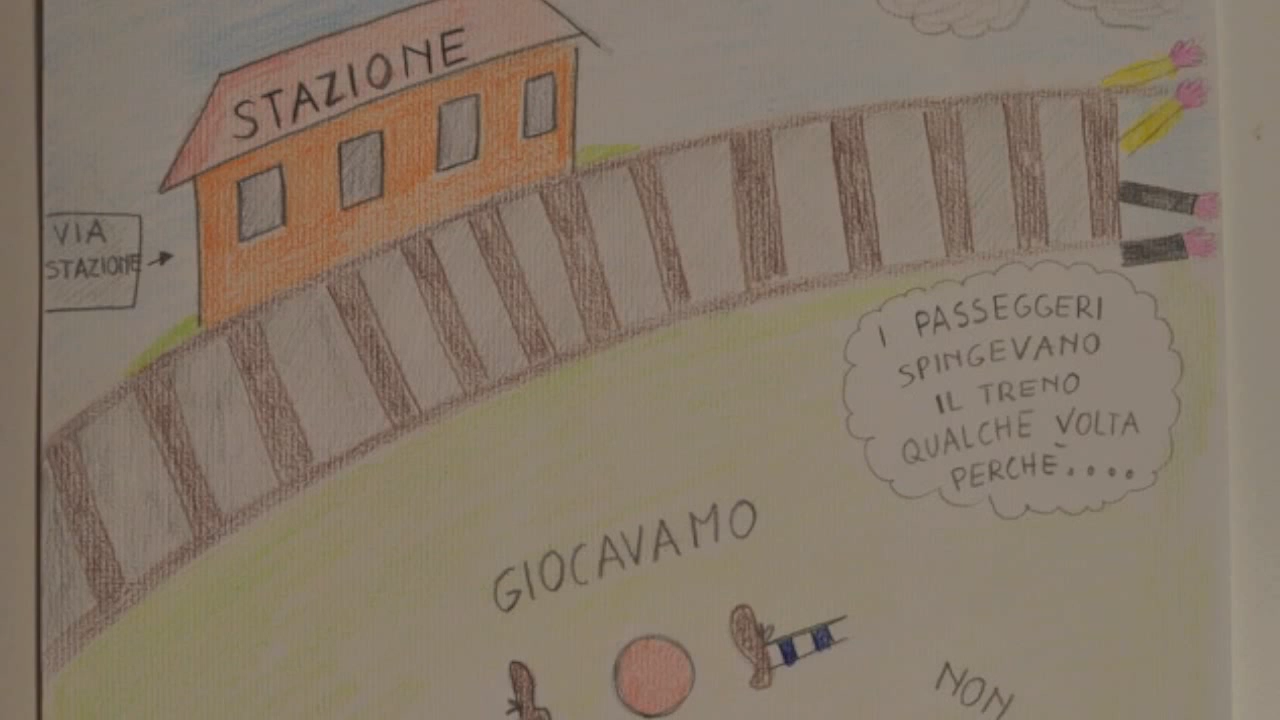 STAZIONE
VIA
STAZIONE
I PASSEGGERI
SPINGEVANO
IL TRENO
QUALCHE VOLTA
PERCHÈ....
GIOCAVAMO
NON